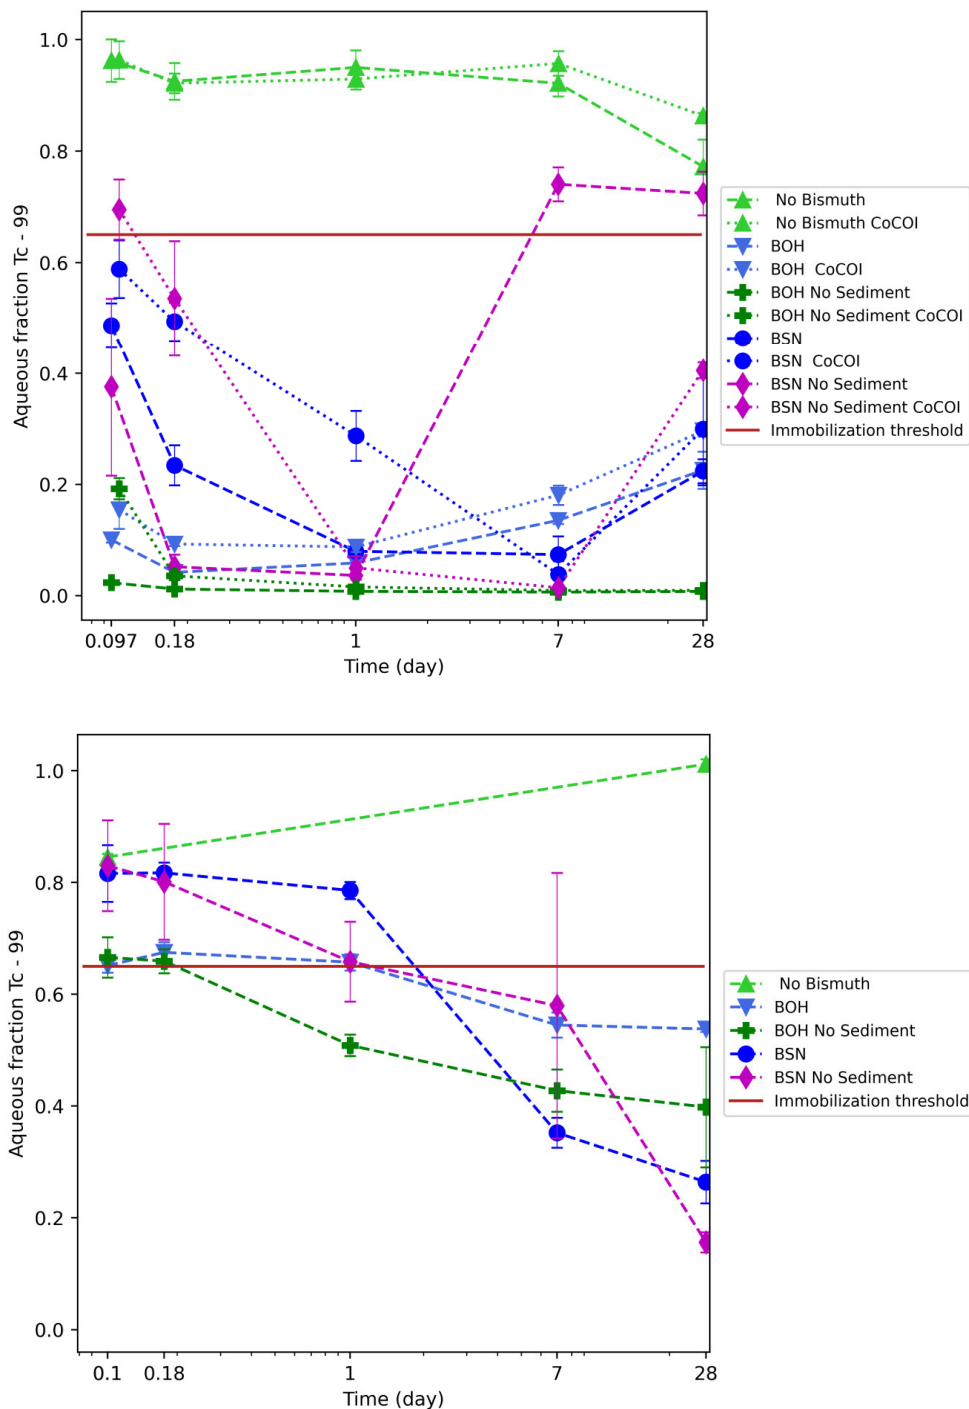 1.0
0.8
0.6
0.4
0.2
0.0
Aqueous fraction Tc - 99
0.097 0.18 1 7 28
Time (day)
No Bismuth
No Bismuth CoCOI
BOH
BOH CoCOI
BOH No Sediment
BOH No Sediment CoCOI
BSN
BSN CoCOI
BSN No Sediment
BSN No Sediment CoCOI
Immobilization threshold
1.0
0.8
0.6
0.4
0.2
0.0
Aqueous fraction Tc - 99
0.1 0.18 1 7 28
Time (day)
No Bismuth
BOH
BOH No Sediment
BSN
BSN No Sediment
Immobilization threshold